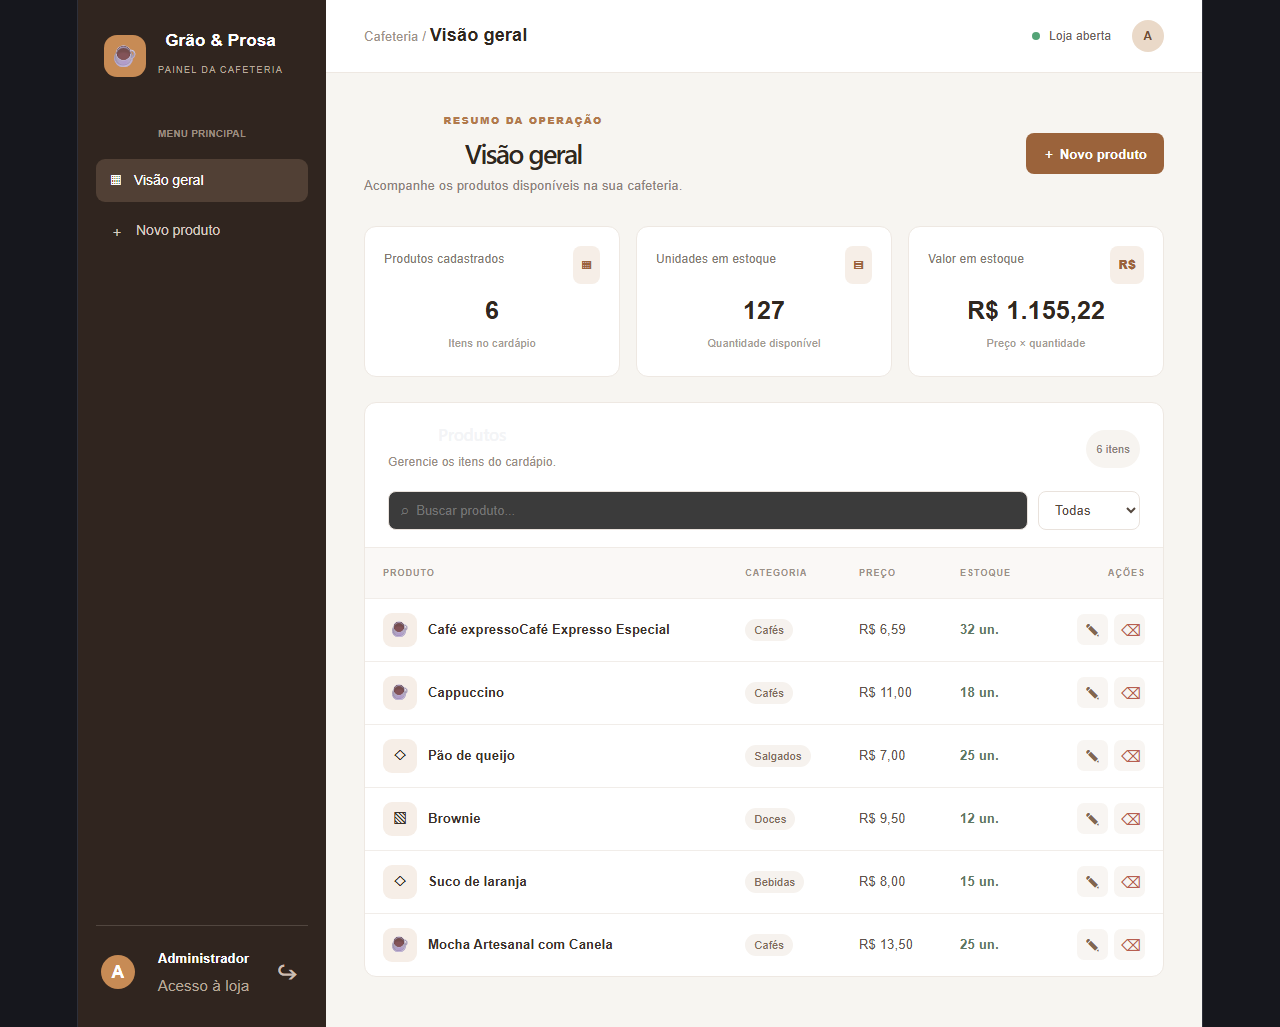 Grão & Prosa
PAINEL DA CAFETERIA
MENU PRINCIPAL
Visão geral
+ Novo produto
A
Administrador
Acesso à loja
Cafeteria / Visão geral
Loja aberta
A
RESUMO DA OPERAÇÃO
Visão geral
Acompanhe os produtos disponíveis na sua cafeteria.
+ Novo produto
Produtos cadastrados
6
Itens no cardápio
Unidades em estoque
127
Quantidade disponível
Valor em estoque
R$
R$ 1.155,22
Preço × quantidade
Produtos
Gerencie os itens do cardápio.
6 itens
Buscar produto...
Todas
PRODUTO CATEGORIA PREÇO ESTOQUE AÇÕES
Café expressoCafé Expresso Especial Cafés R$ 6,59 32 un.
Cappuccino Cafés R$ 11,00 18 un.
Pão de queijo Salgados R$ 7,00 25 un.
Brownie Doces R$ 9,50 12 un.
Suco de laranja Bebidas R$ 8,00 15 un.
Mocha Artesanal com Canela Cafés R$ 13,50 25 un.